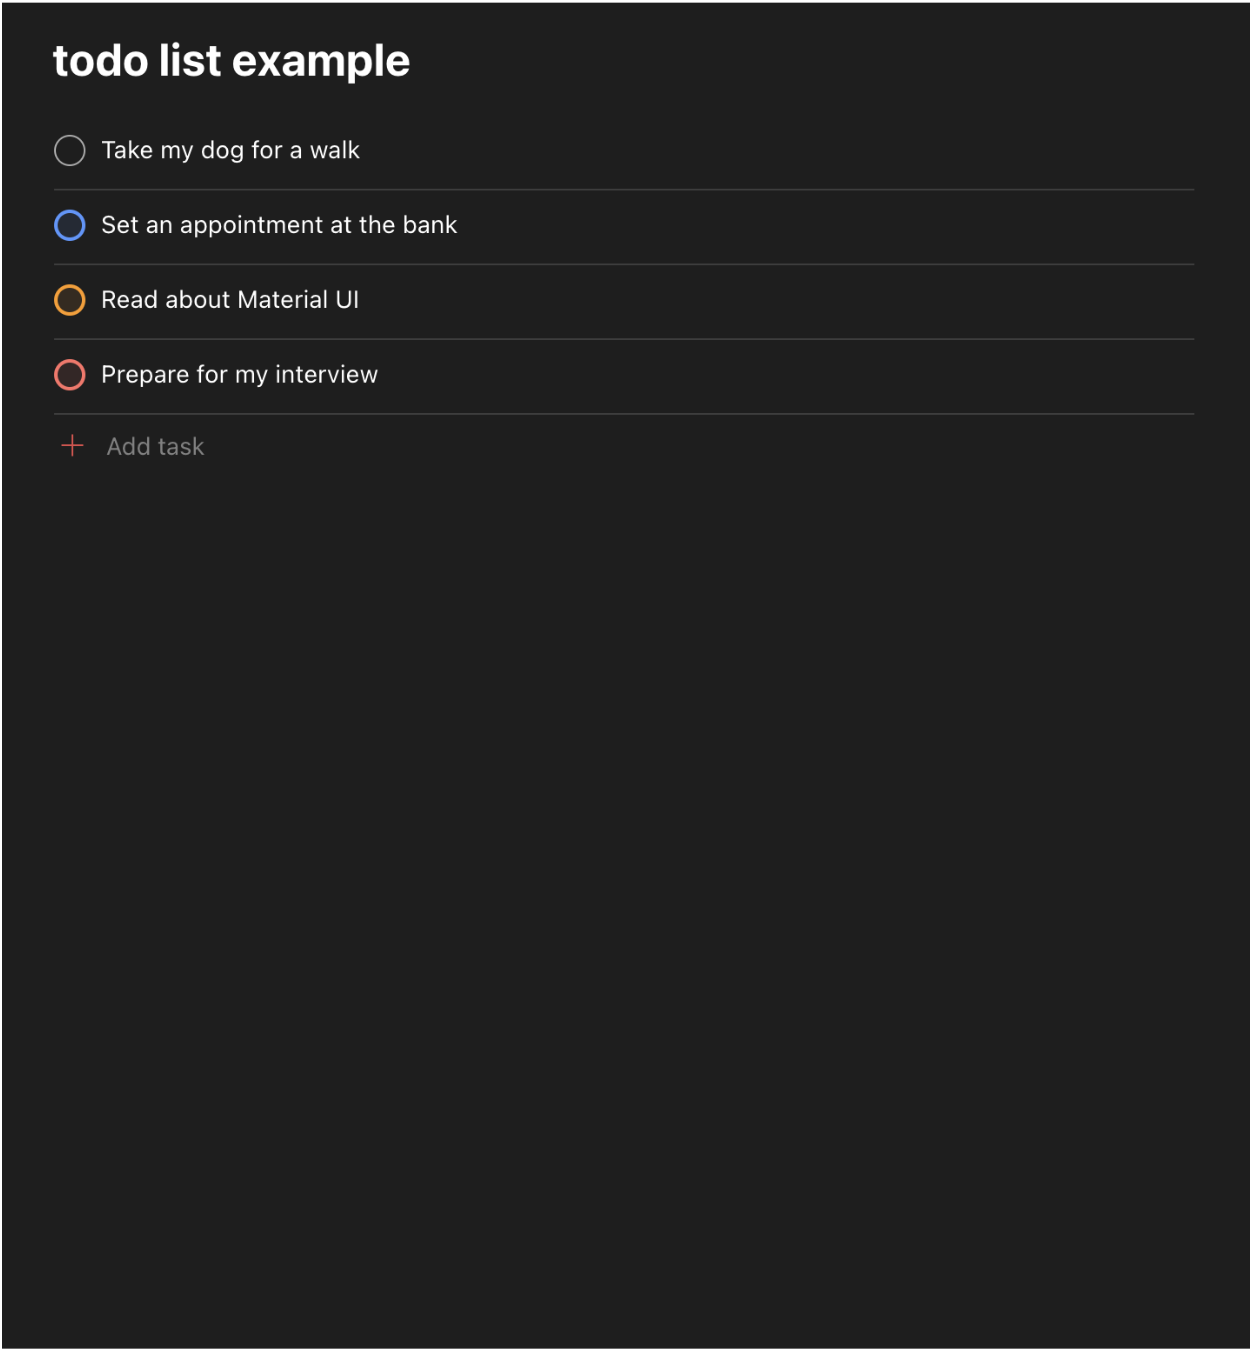 todo list example
Take my dog for a walk
Set an appointment at the bank
Read about Material UI
Prepare for my interview
Add task